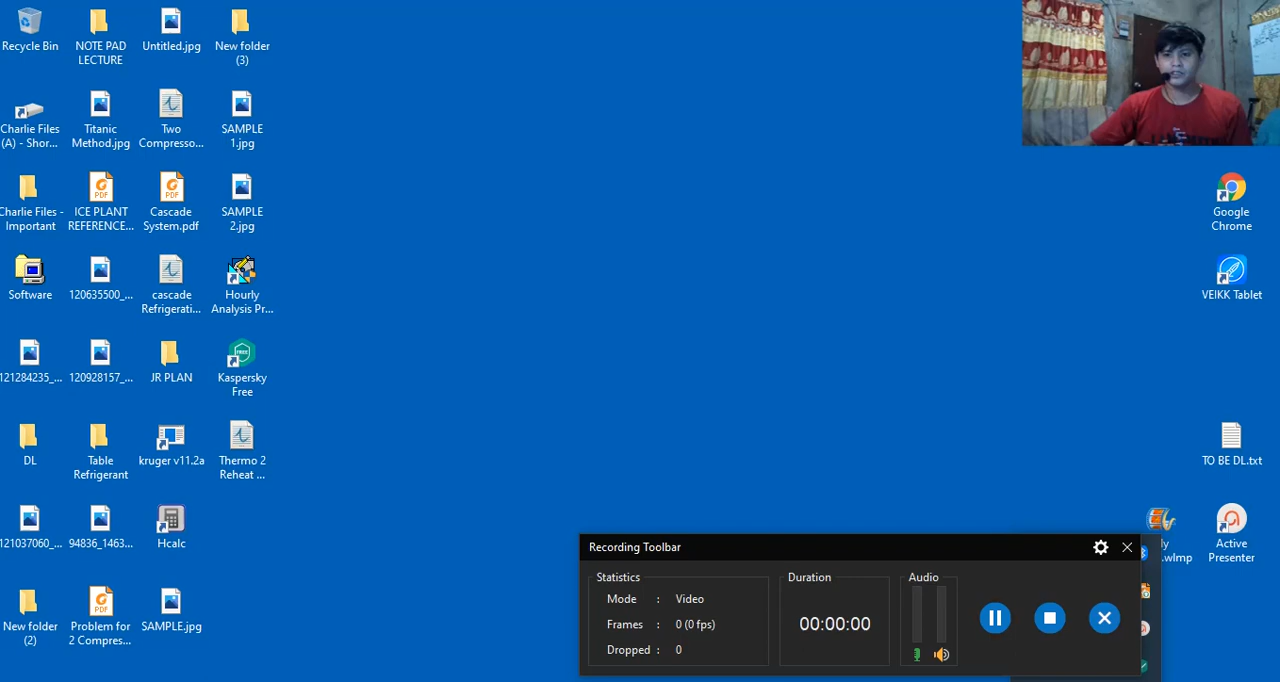 Recycle Bin
NOTE PAD
LECTURE
Untitled.jpg
New folder
(3)
Charlie Files
(A) - Shor...
Titanic
Method.jpg
Two
Compresso...
SAMPLE
1.jpg
Charlie Files -
Important
ICE PLANT
REFERENCE...
Cascade
System.pdf
SAMPLE
2.jpg
Software
120635500_...
cascade
Refrigerati...
Hourly
Analysis Pr...
121284235_...
120928157_...
JR PLAN
Kaspersky
Free
DL
Table
Refrigerant
kruger v11.2a
Thermo 2
Reheat ...
121037060_...
94836_1463...
Hcalc
New folder
(2)
Problem for
2 Compres...
SAMPLE.jpg
Google
Chrome
VEIKK Tablet
TO BE DL.txt
ly
.wlmp
Active
Presenter
Recording Toolbar
Statistics
Mode : Video
Frames : 0 (0 fps)
Dropped : 0
Duration
00:00:00
Audio